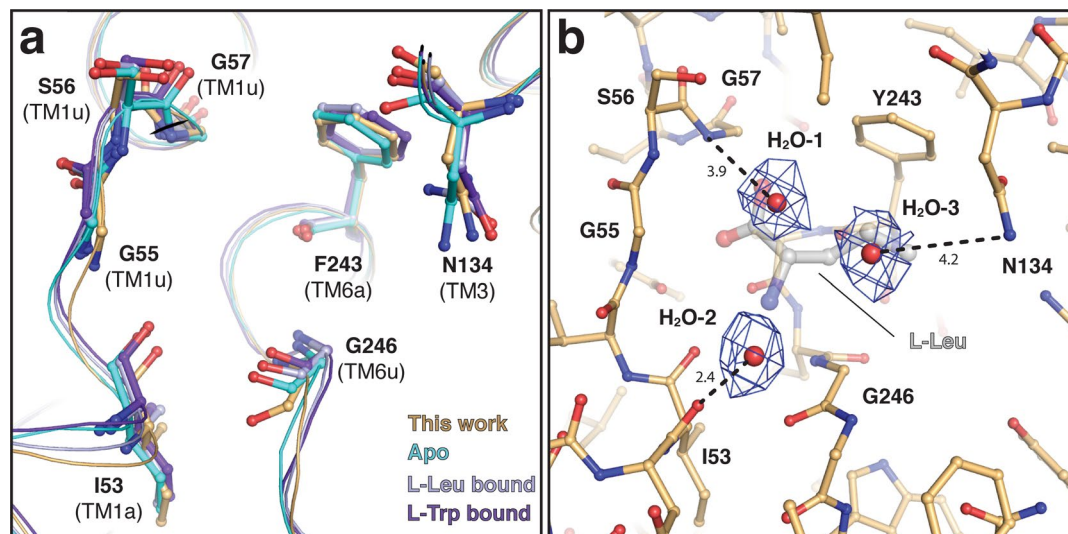 a
G57
(TM1u)
S56
(TM1u)
G55
(TM1u)
F243
(TM6a)
N134
(TM3)
G246
(TM6u)
I53
(TM1a)
This work
Apo
L-Leu bound
L-Trp bound
b
G57
S56
Y243
H₂O-1
3.9
H₂O-3
G55
4.2
N134
H₂O-2
L-Leu
2.4
G246
I53